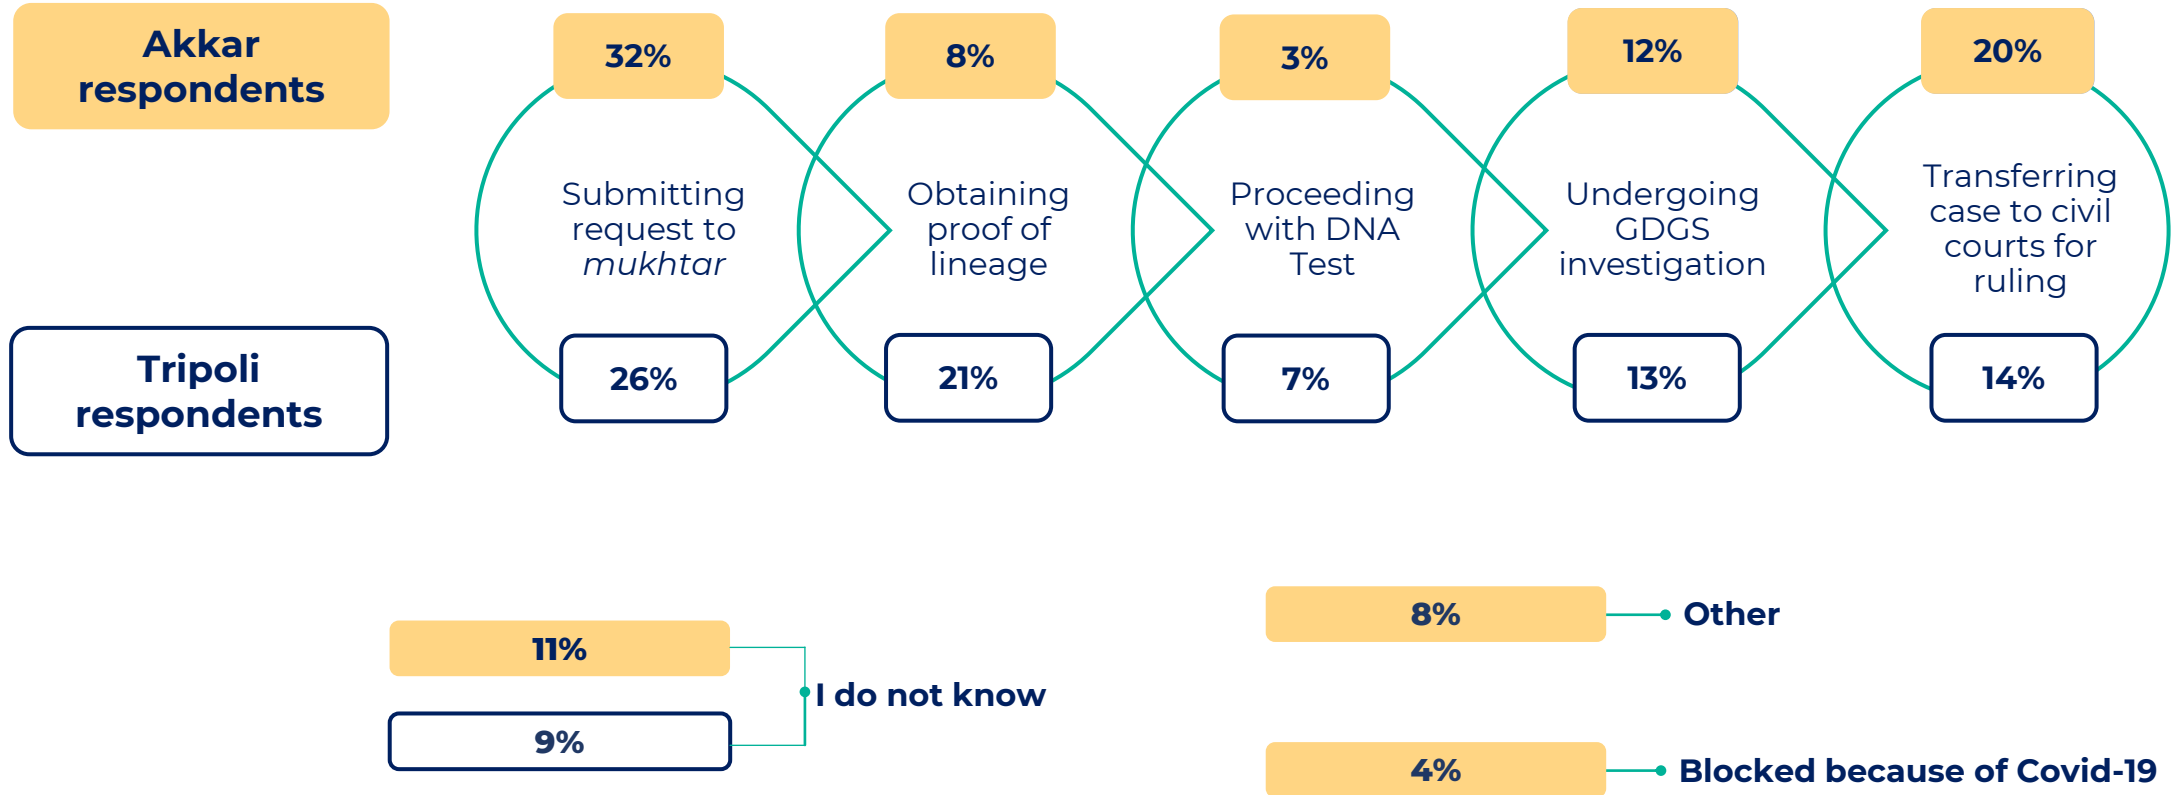 Akkar
respondents
32%
8%
3%
12%
20%
Submitting
request to
mukhtar
Obtaining
proof of
lineage
Proceeding
with DNA
Test
Undergoing
GDGS
investigation
Transferring
case to civil
courts for
ruling
Tripoli
respondents
26%
21%
7%
13%
14%
11%
9%
I do not know
8%
Other
4%
Blocked because of Covid-19